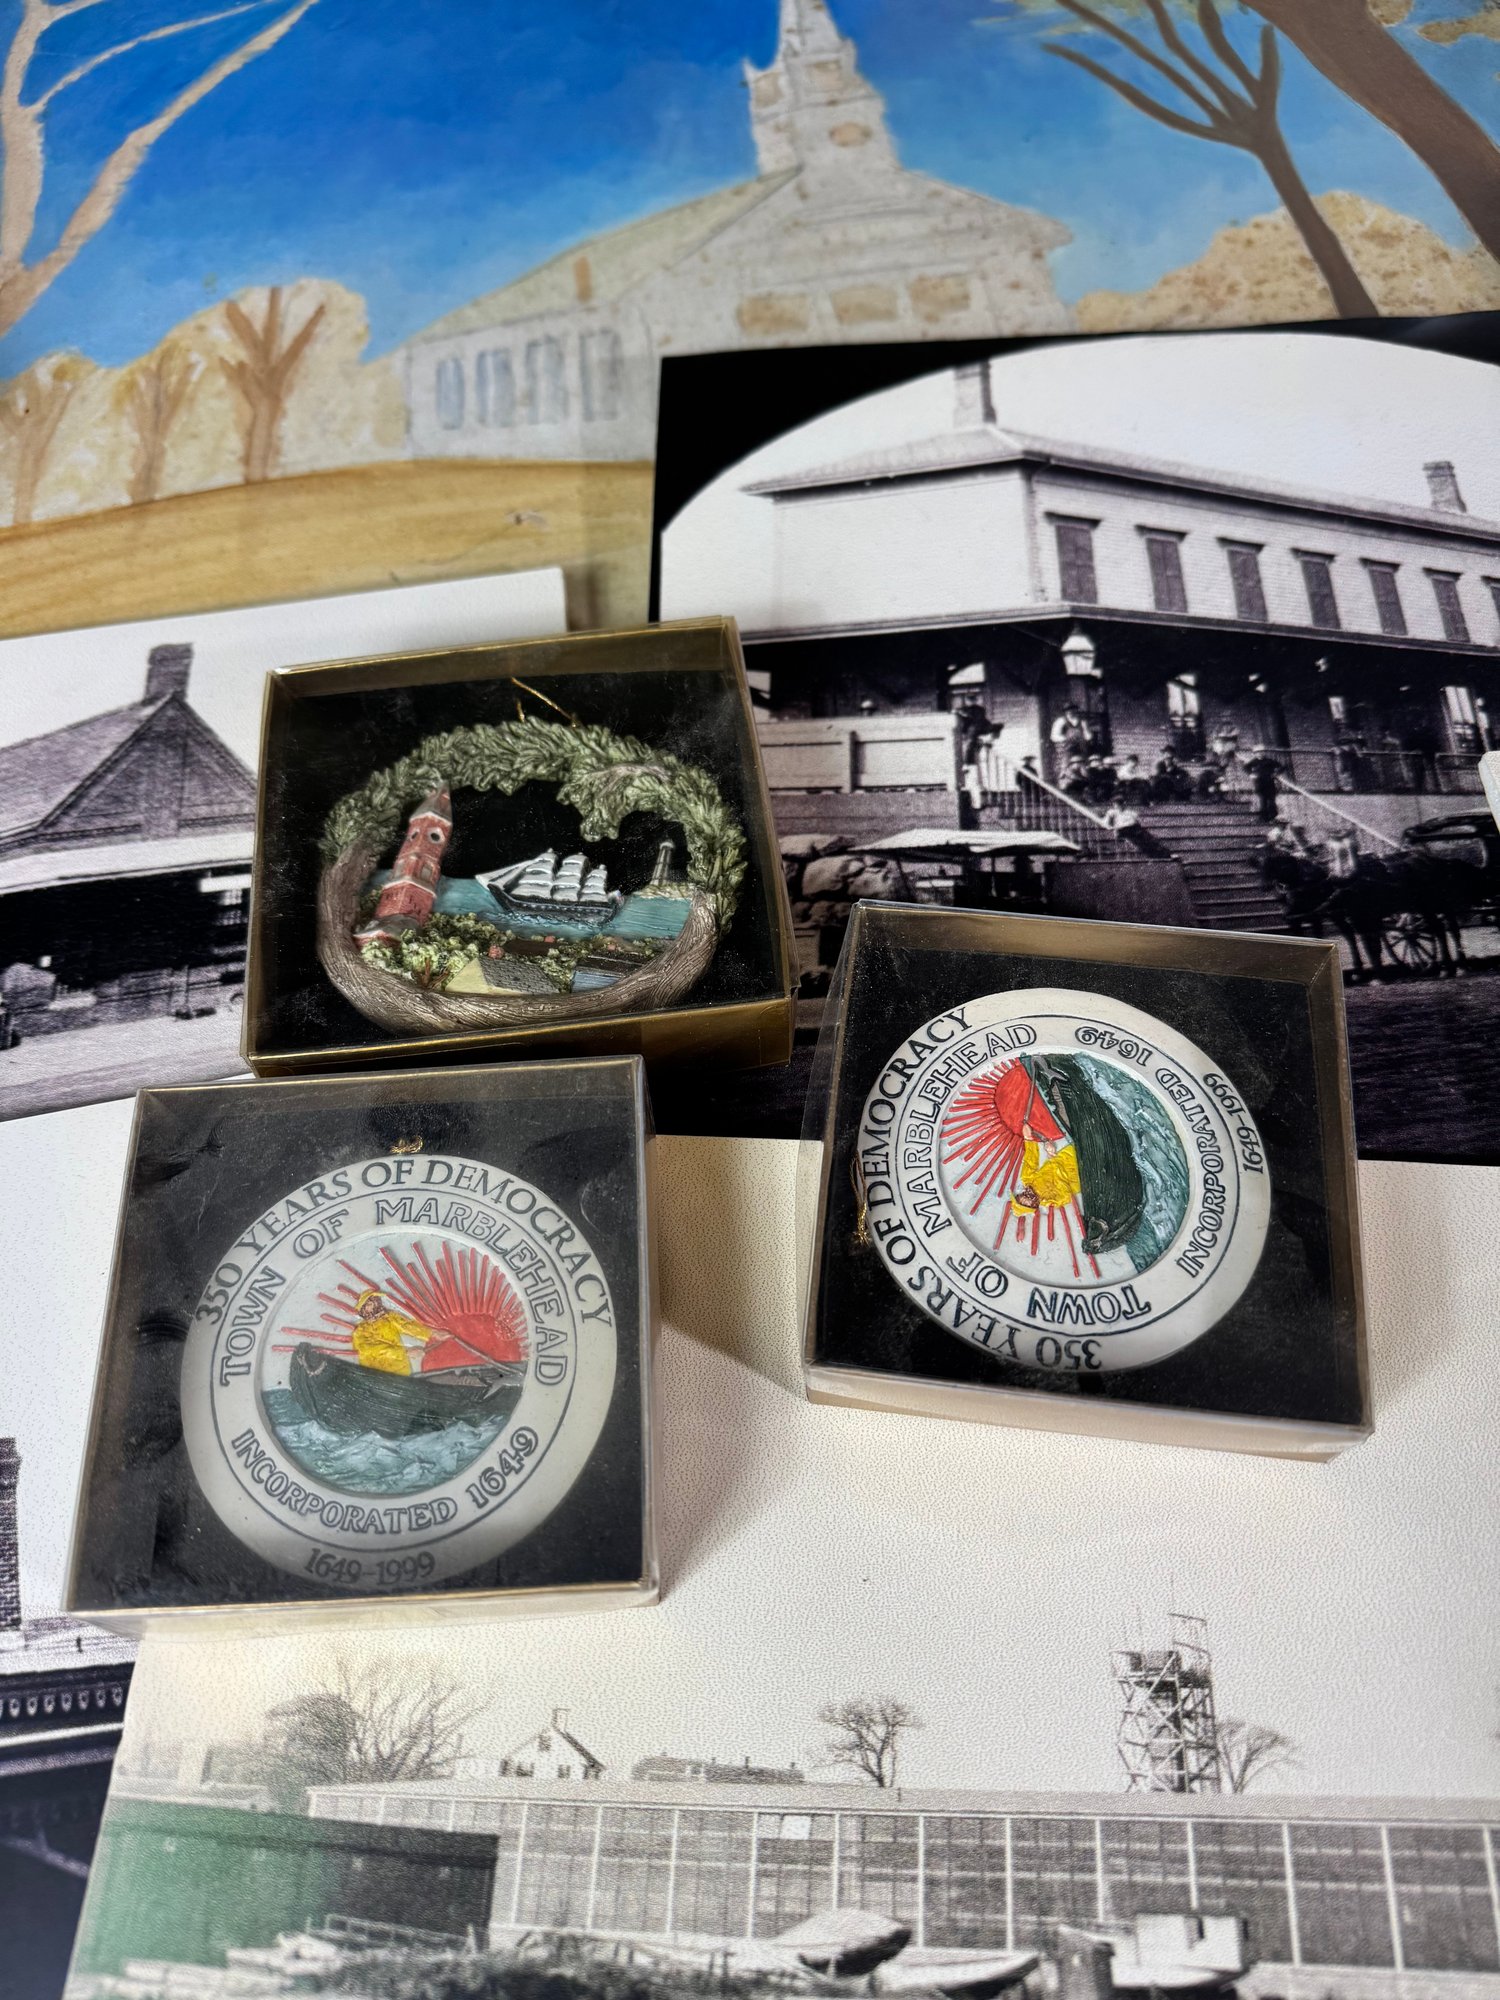 350 YEARS OF DEMOCRACY
TOWN OF MARBLEHEAD
INCORPORATED 1649
1649-1999
350 YEARS OF DEMOCRACY
TOWN OF MARBLEHEAD
INCORPORATED 1649
1649-1999